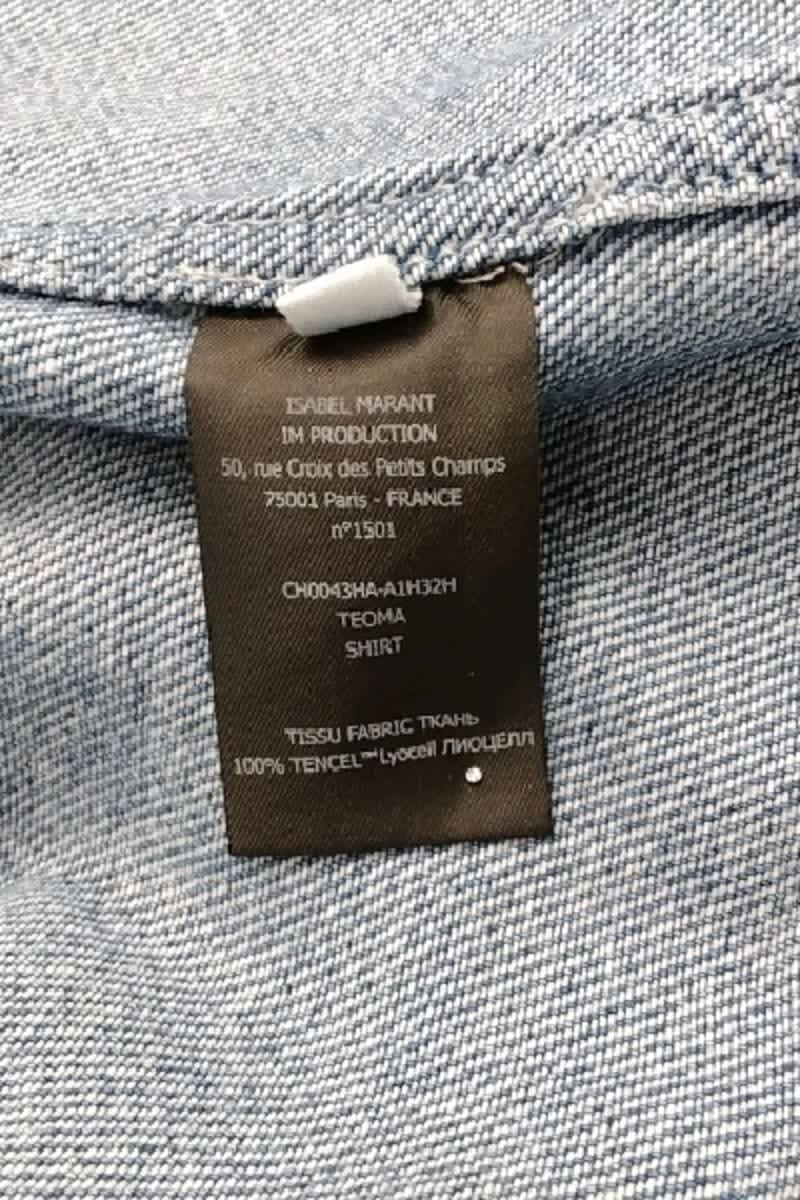 ISABEL MARANT
IM PRODUCTION
50, rue Croix des Petits Champs
75001 Paris - FRANCE
n°1501
CH0043HA-A1H32H
TEOMA
SHIRT
TISSU FABRIC ТКАНЬ
100% TENCEL™ Lyocell ЛИОЦЕЛЛ